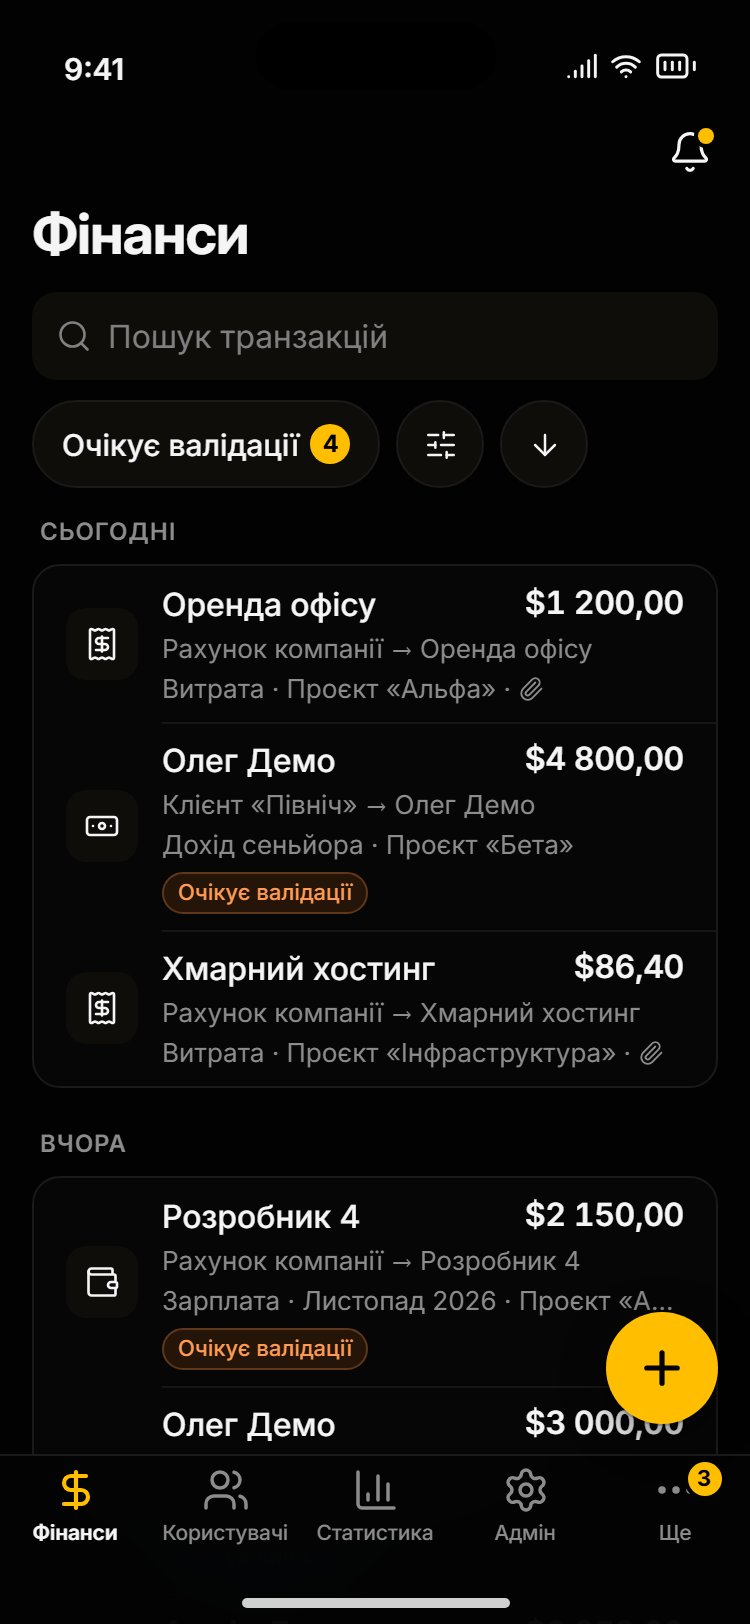 9:41
Фінанси
Пошук транзакцій
Очікує валідації 4
СЬОГОДНІ
Оренда офісу $1 200,00
Рахунок компанії → Оренда офісу
Витрата · Проєкт «Альфа» ·
Олег Демо $4 800,00
Клієнт «Північ» → Олег Демо
Дохід сеньйора · Проєкт «Бета»
Очікує валідації
Хмарний хостинг $86,40
Рахунок компанії → Хмарний хостинг
Витрата · Проєкт «Інфраструктура» ·
ВЧОРА
Розробник 4 $2 150,00
Рахунок компанії → Розробник 4
Зарплата · Листопад 2026 · Проєкт «А...
Очікує валідації
Олег Демо $3 000,00
3
Фінанси Користувачі Статистика Адмін Ще